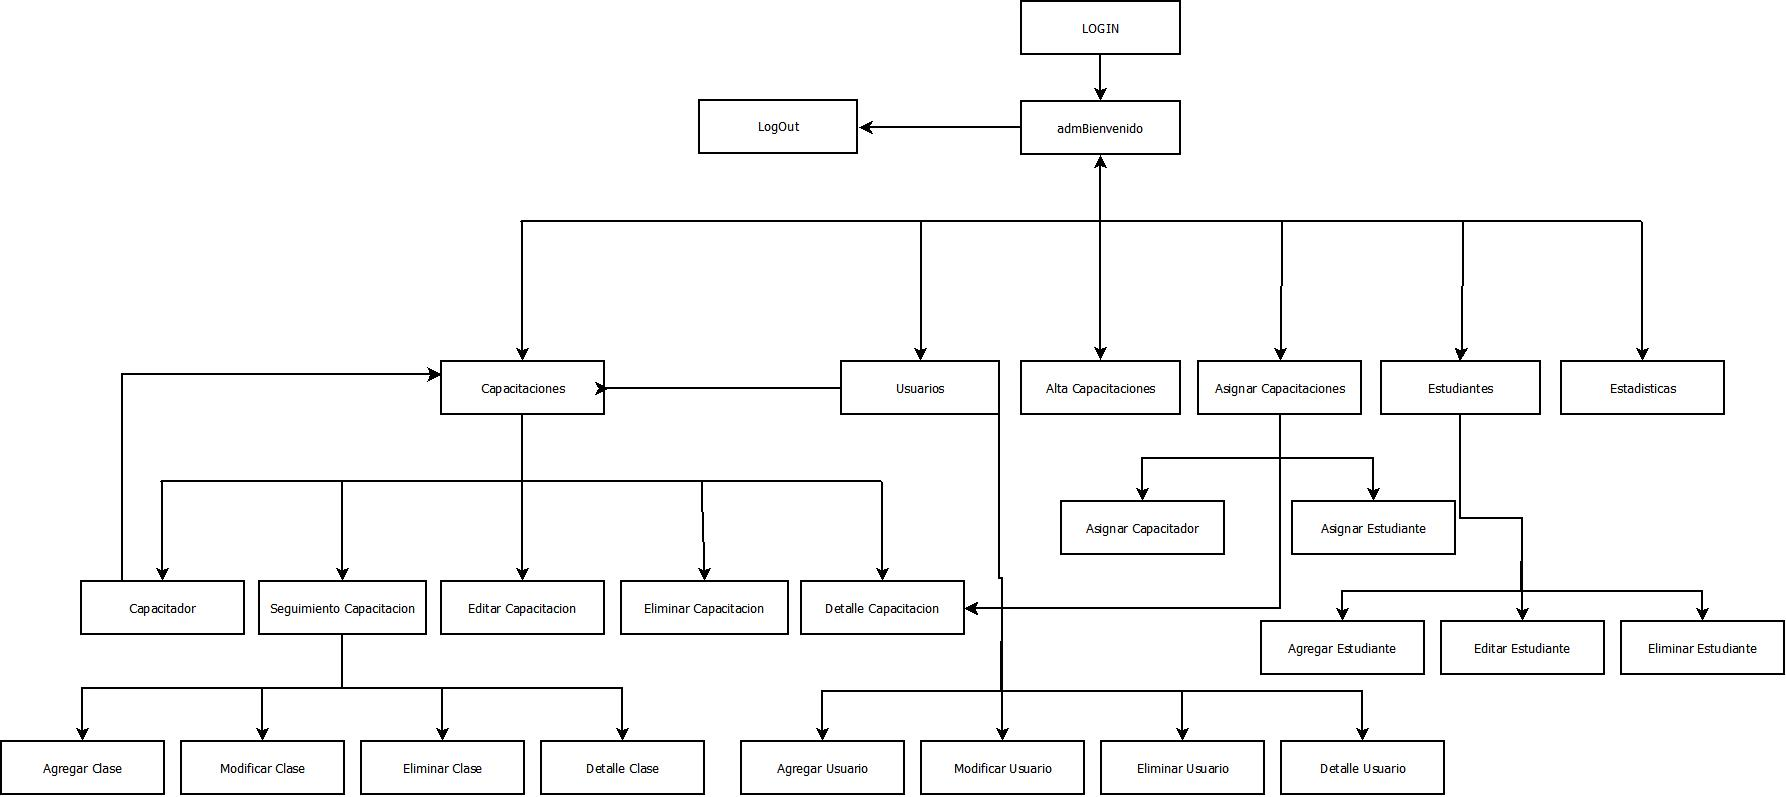 LOGIN
LogOut
admBienvenido
Capacitaciones
Usuarios
Alta Capacitaciones
Asignar Capacitaciones
Estudiantes
Estadisticas
Asignar Capacitador
Asignar Estudiante
Capacitador
Seguimiento Capacitacion
Editar Capacitacion
Eliminar Capacitacion
Detalle Capacitacion
Agregar Estudiante
Editar Estudiante
Eliminar Estudiante
Agregar Clase
Modificar Clase
Eliminar Clase
Detalle Clase
Agregar Usuario
Modificar Usuario
Eliminar Usuario
Detalle Usuario